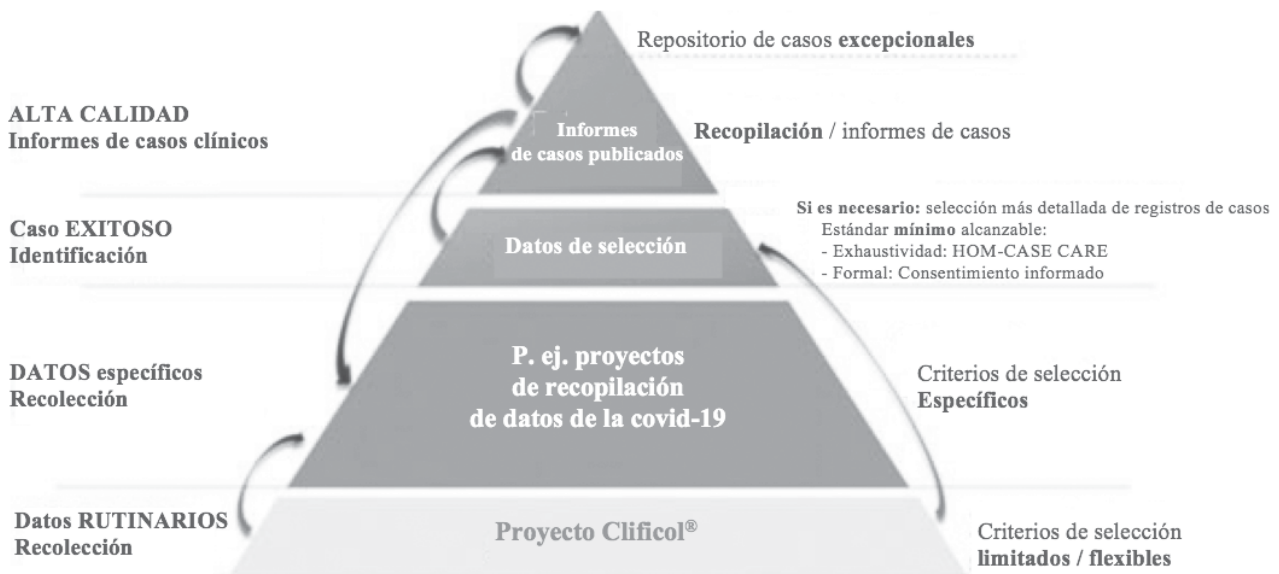 Repositorio de casos excepcionales
ALTA CALIDAD
Informes de casos clínicos
Informes
de casos publicados
Recopilación / informes de casos
Caso EXITOSO
Identificación
Datos de selección
Si es necesario: selección más detallada de registros de casos
Estándar mínimo alcanzable:
- Exhaustividad: HOM-CASE CARE
- Formal: Consentimiento informado
DATOS específicos
Recolección
P. ej. proyectos
de recopilación
de datos de la covid-19
Criterios de selección
Específicos
Datos RUTINARIOS
Recolección
Proyecto Clificol®
Criterios de selección
limitados / flexibles